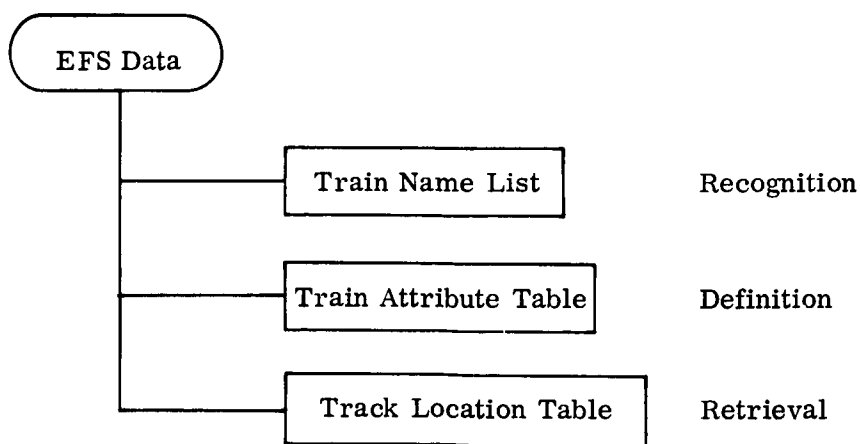 EFS Data
Train Name List Recognition
Train Attribute Table Definition
Track Location Table Retrieval